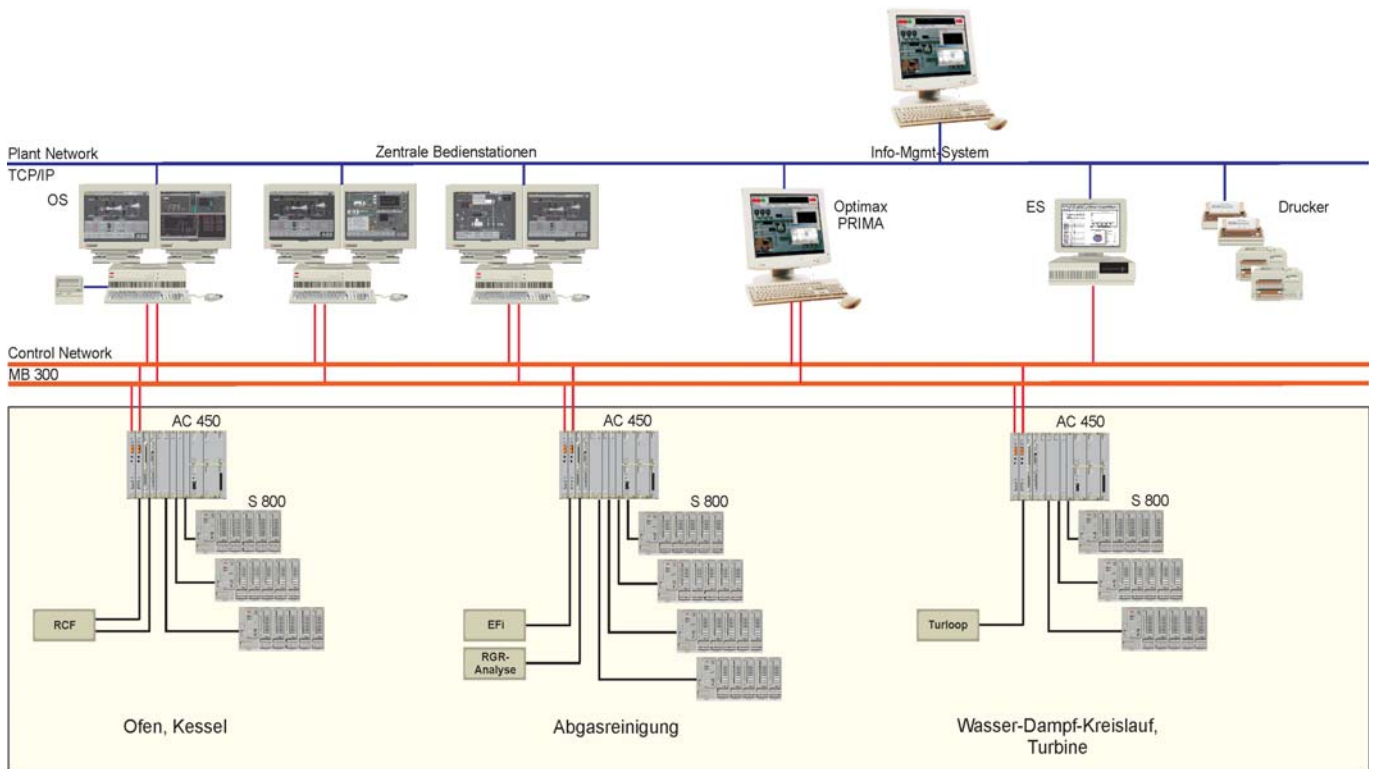 Plant Network
Zentrale Bedienstationen
Info-Mgmt-System
TCP/IP
OS
Optimax
PRIMA
ES
Drucker
Control Network
MB 300
AC 450
AC 450
AC 450
S 800
S 800
S 800
RCF
EFi
RGR-
Analyse
Turloop
Ofen, Kessel
Abgasreinigung
Wasser-Dampf-Kreislauf,
Turbine